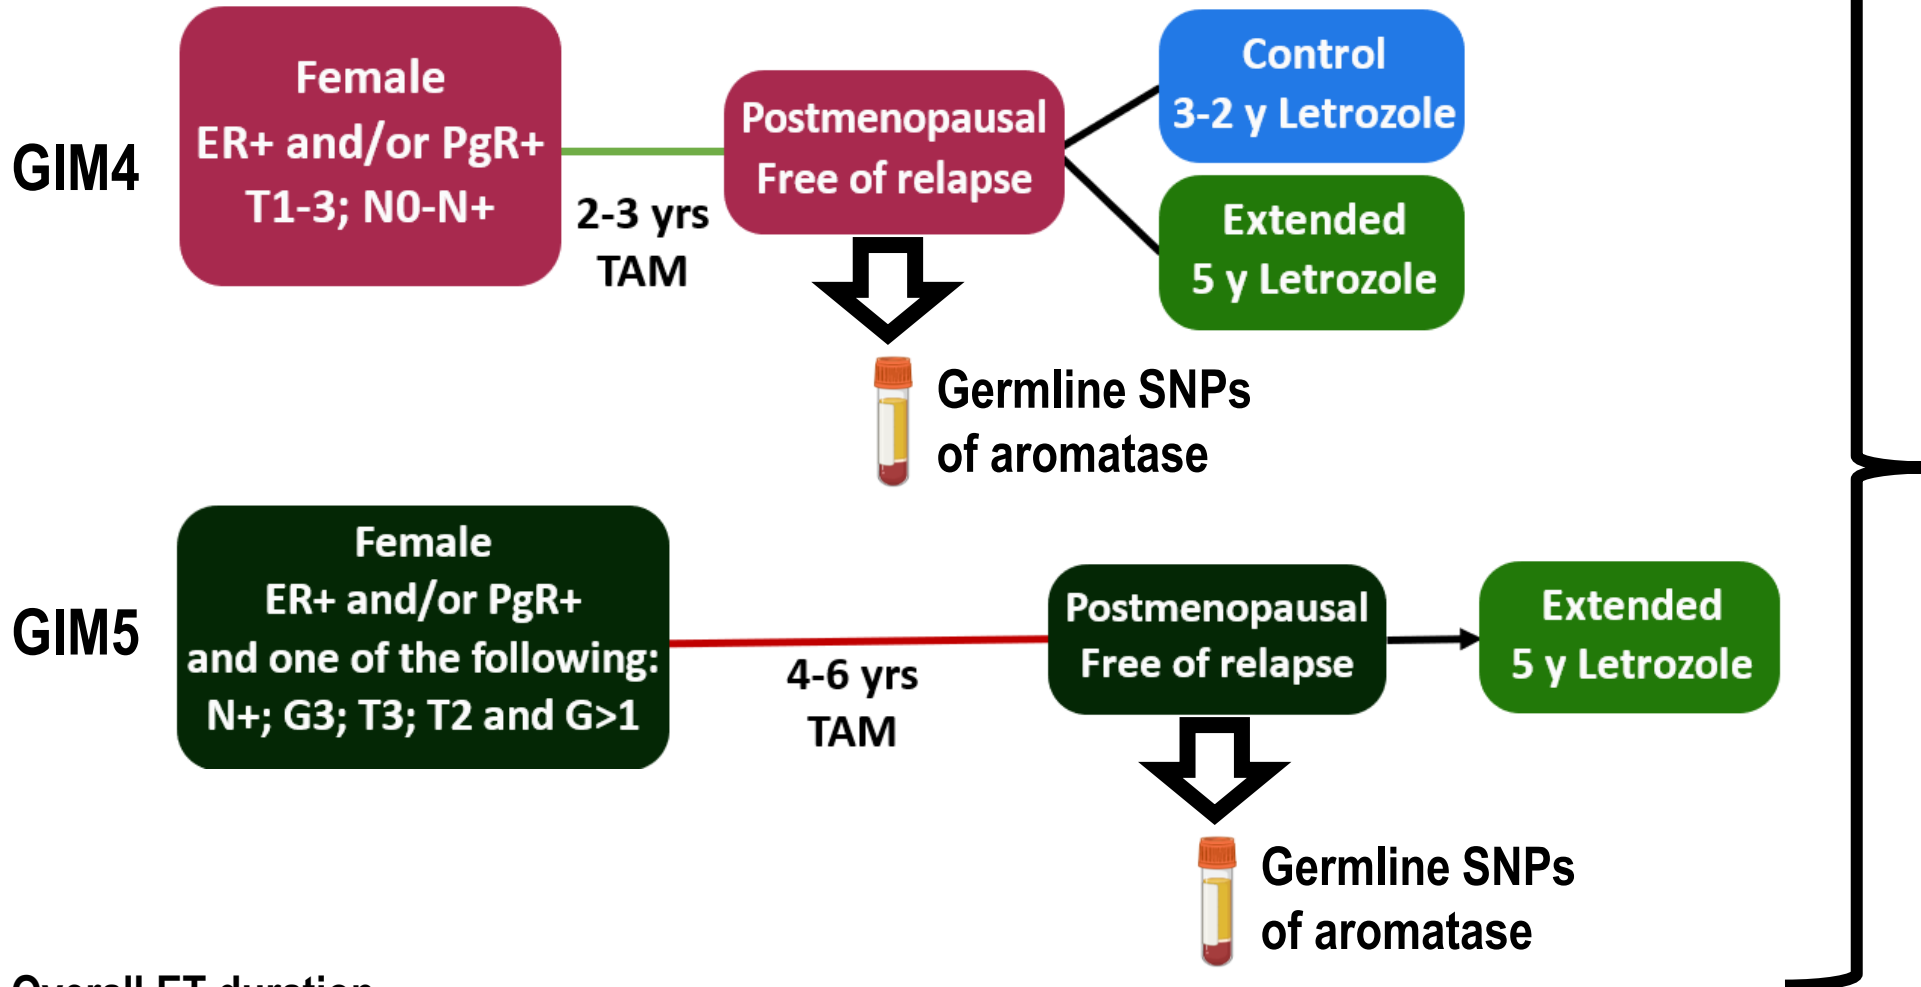 GIM4
Female
ER+ and/or PgR+
T1-3; N0-N+
2-3 yrs
TAM
Postmenopausal
Free of relapse
Control
3-2 y Letrozole
Extended
5 y Letrozole
Germline SNPs
of aromatase
GIM5
Female
ER+ and/or PgR+
and one of the following:
N+; G3; T3; T2 and G>1
4-6 yrs
TAM
Postmenopausal
Free of relapse
Extended
5 y Letrozole
Germline SNPs
of aromatase
Overall ET duration